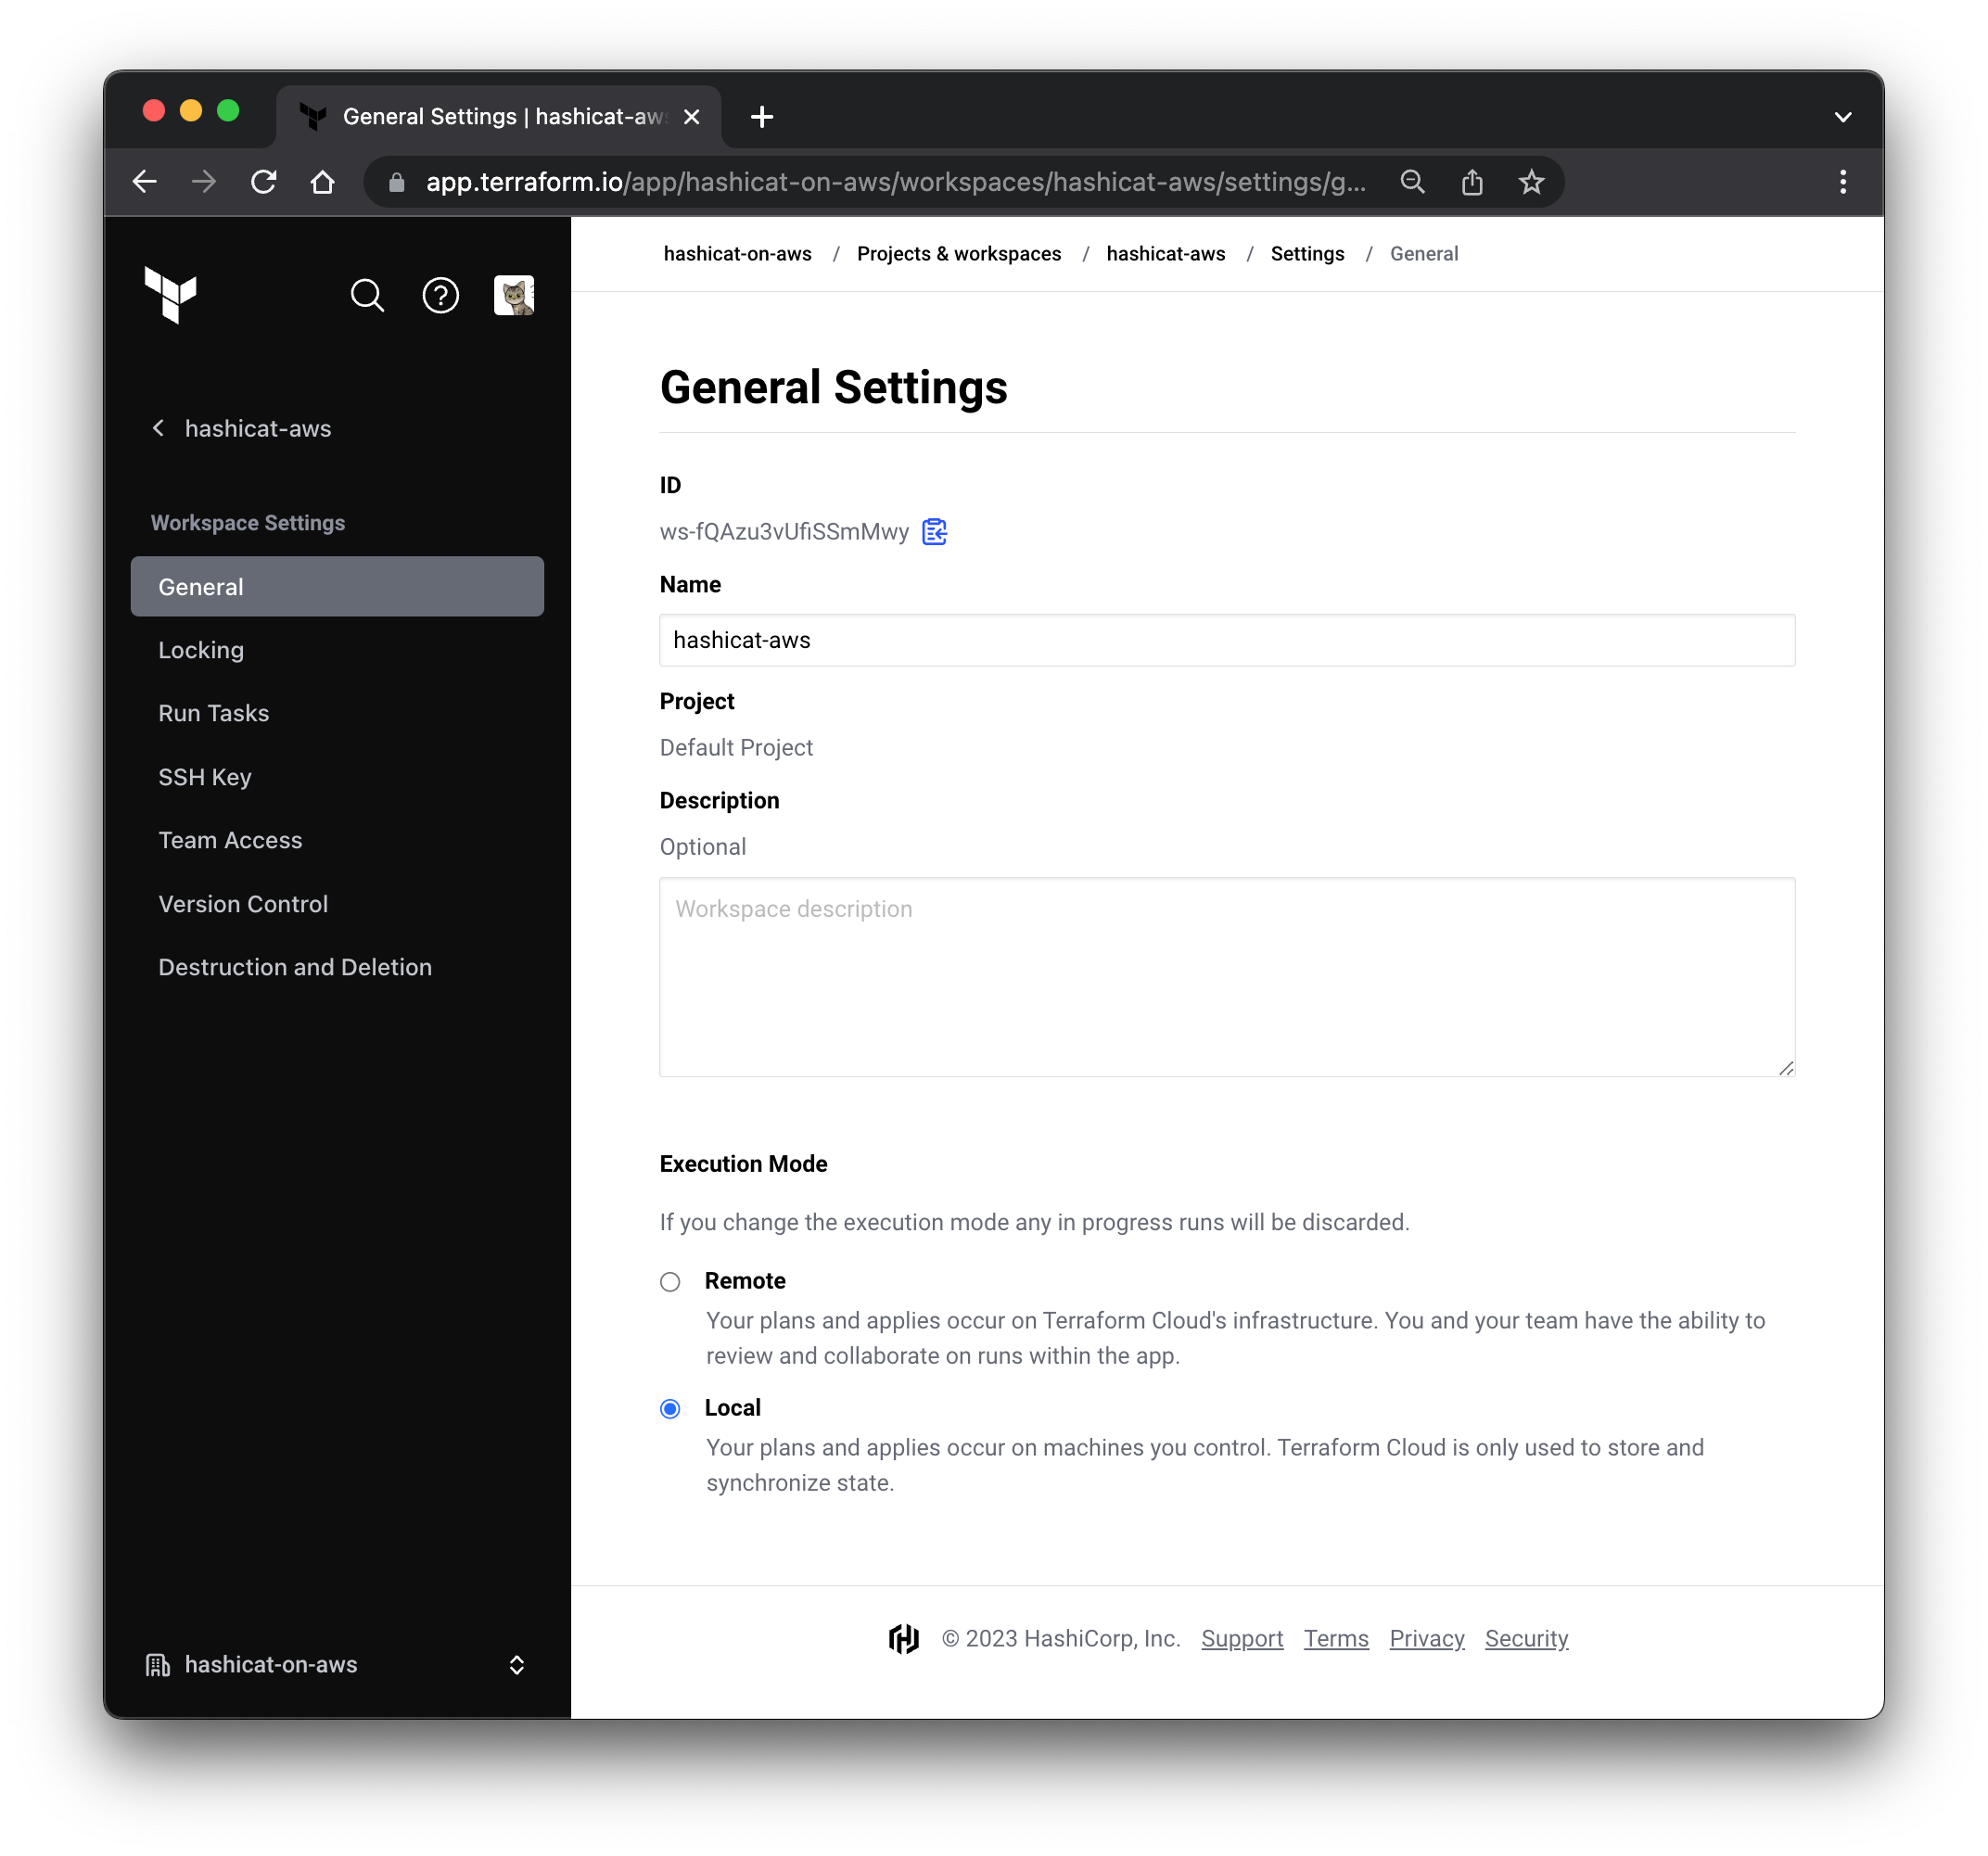 General Settings | hashicat-aw
app.terraform.io/app/hashicat-on-aws/workspaces/hashicat-aws/settings/g...
hashicat-aws
Workspace Settings
General
Locking
Run Tasks
SSH Key
Team Access
Version Control
Destruction and Deletion
hashicat-on-aws
hashicat-on-aws / Projects & workspaces / hashicat-aws / Settings / General
General Settings
ID
ws-fQAzu3vUfiSSmMwy
Name
hashicat-aws
Project
Default Project
Description
Optional
Workspace description
Execution Mode
If you change the execution mode any in progress runs will be discarded.
Remote
Your plans and applies occur on Terraform Cloud's infrastructure. You and your team have the ability to
review and collaborate on runs within the app.
Local
Your plans and applies occur on machines you control. Terraform Cloud is only used to store and
synchronize state.
© 2023 HashiCorp, Inc. Support Terms Privacy Security